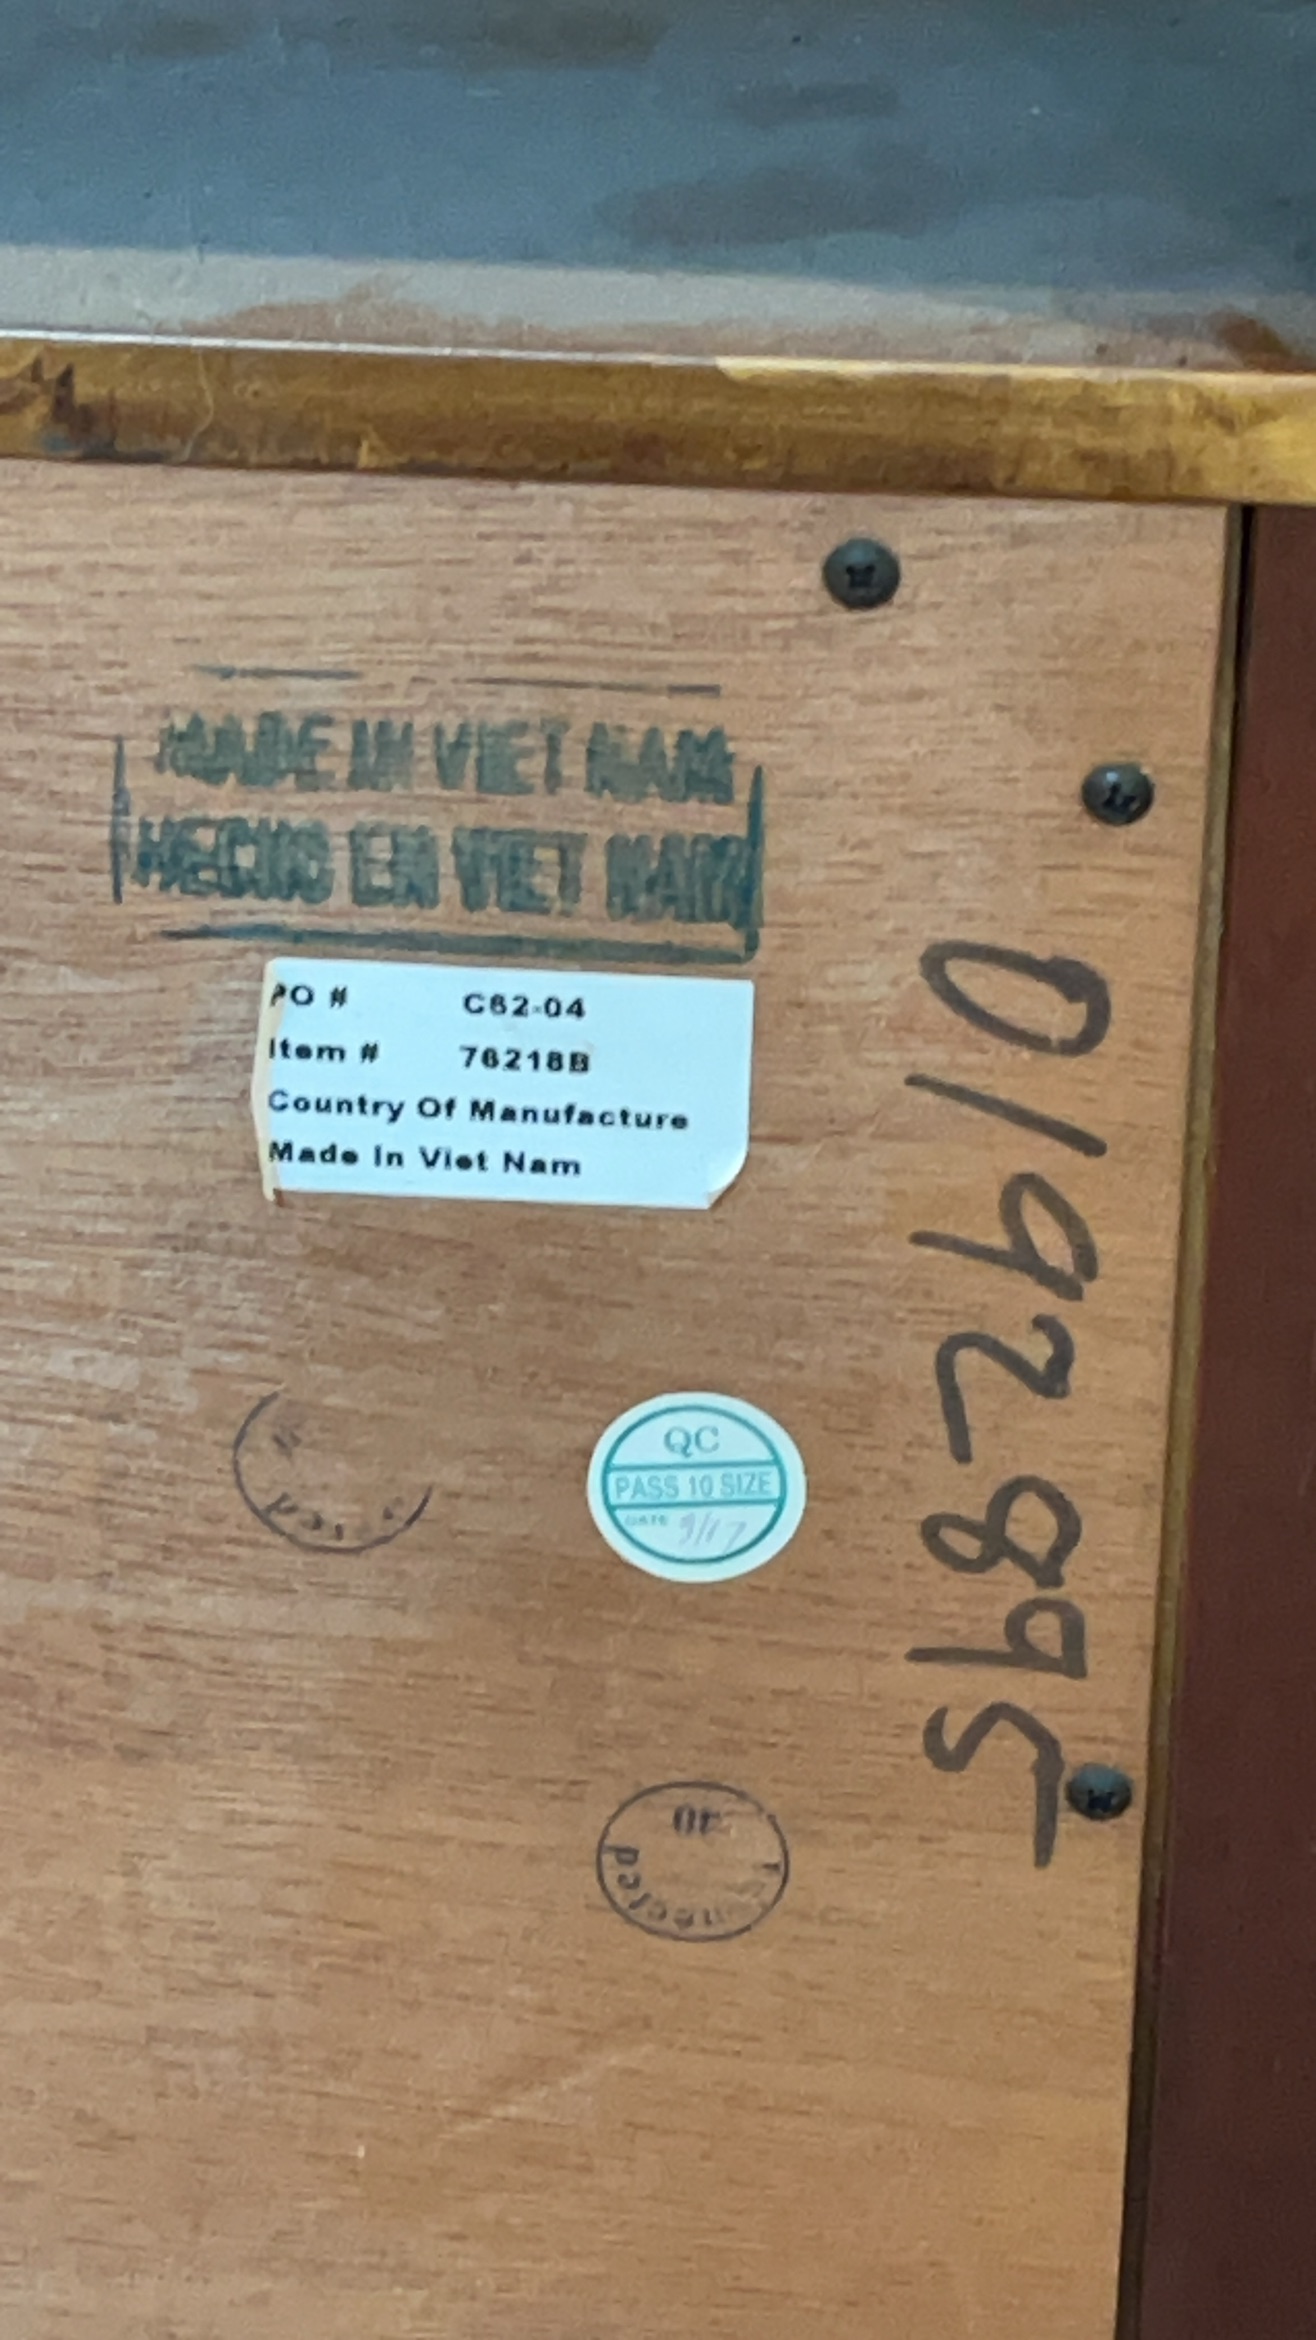 MADE IN VIET NAM
HECHO EN VIET NAM
PO # C62-04
Item # 76218B
Country Of Manufacture
Made In Viet Nam
0192895
QC
PASS 10 SIZE
DATE